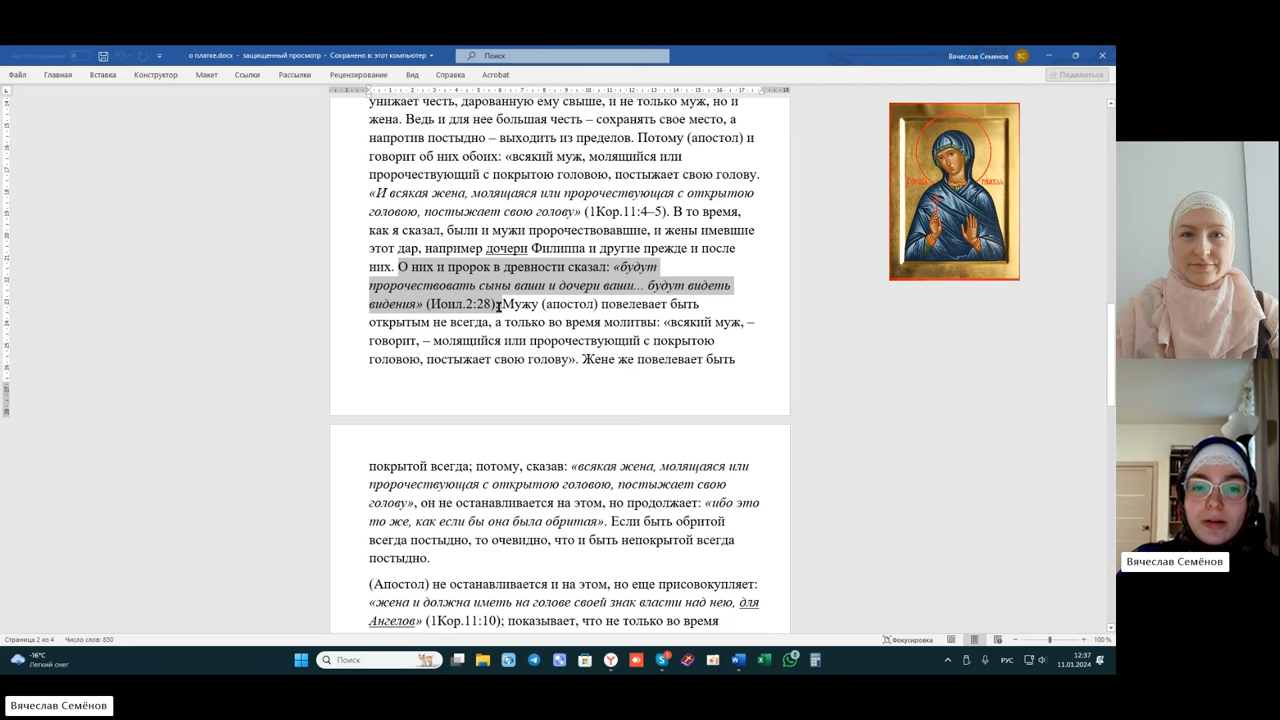 о платке.docx - защищенный просмотр - Сохранено в: этот компьютер
Поиск
Вячеслав Семенов
ВС
Файл Главная Вставка Конструктор Макет Ссылки Рассылки Рецензирование Вид Справка Acrobat
Поделиться
унижает честь, дарованную ему свыше, и не только муж, но и
жена. Ведь и для нее большая честь – сохранять свое место, а
напротив постыдно – выходить из пределов. Потому (апостол) и
говорит об них обоих: «всякий муж, молящийся или
пророчествующий с покрытою головою, постыжает свою голову.
«И всякая жена, молящаяся или пророчествующая с открытою
головою, постыжает свою голову» (1Кор.11:4–5). В то время,
как я сказал, были и мужи пророчествовавшие, и жены имевшие
этот дар, например дочери Филиппа и другие прежде и после
них. О них и пророк в древности сказал: «будут
пророчествовать сыны ваши и дочери ваши... будут видеть
видения» (Иоил.2:28). Мужу (апостол) повелевает быть
открытым не всегда, а только во время молитвы: «всякий муж, –
говорит, – молящийся или пророчествующий с покрытою
головою, постыжает свою голову». Жене же повелевает быть
покрытой всегда; потому, сказав: «всякая жена, молящаяся или
пророчествующая с открытою головою, постыжает свою
голову», он не останавливается на этом, но продолжает: «ибо это
то же, как если бы она была обритая». Если быть обритой
всегда постыдно, то очевидно, что и быть непокрытой всегда
постыдно.
(Апостол) не останавливается и на этом, но еще присовокупляет:
«жена и должна иметь на голове своей знак власти над нею, для
Ангелов» (1Кор.11:10); показывает, что не только во время
Вячеслав Семёнов
Страница 2 из 4 Число слов: 830
Фокусировка
100 %
-16°C
Легкий снег
Поиск
РУС
12:37
11.01.2024
Вячеслав Семёнов